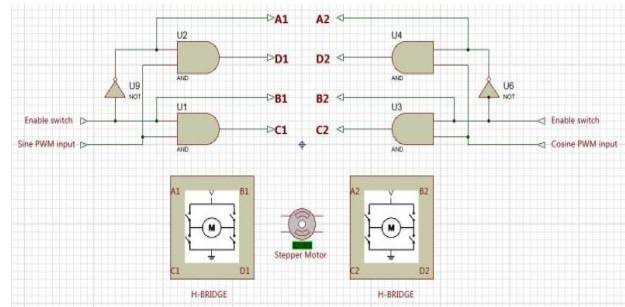 A1 A2
U2 U4
D1 D2
AND AND
U9 U6
NOT NOT
B1 B2
U1 U3
Enable switch Enable switch
C1 C2
Sine PWM input Cosine PWM input
AND AND
A1 B1 A2 B2
V V
M M
Stepper Motor
C1 D1 C2 D2
H-BRIDGE H-BRIDGE